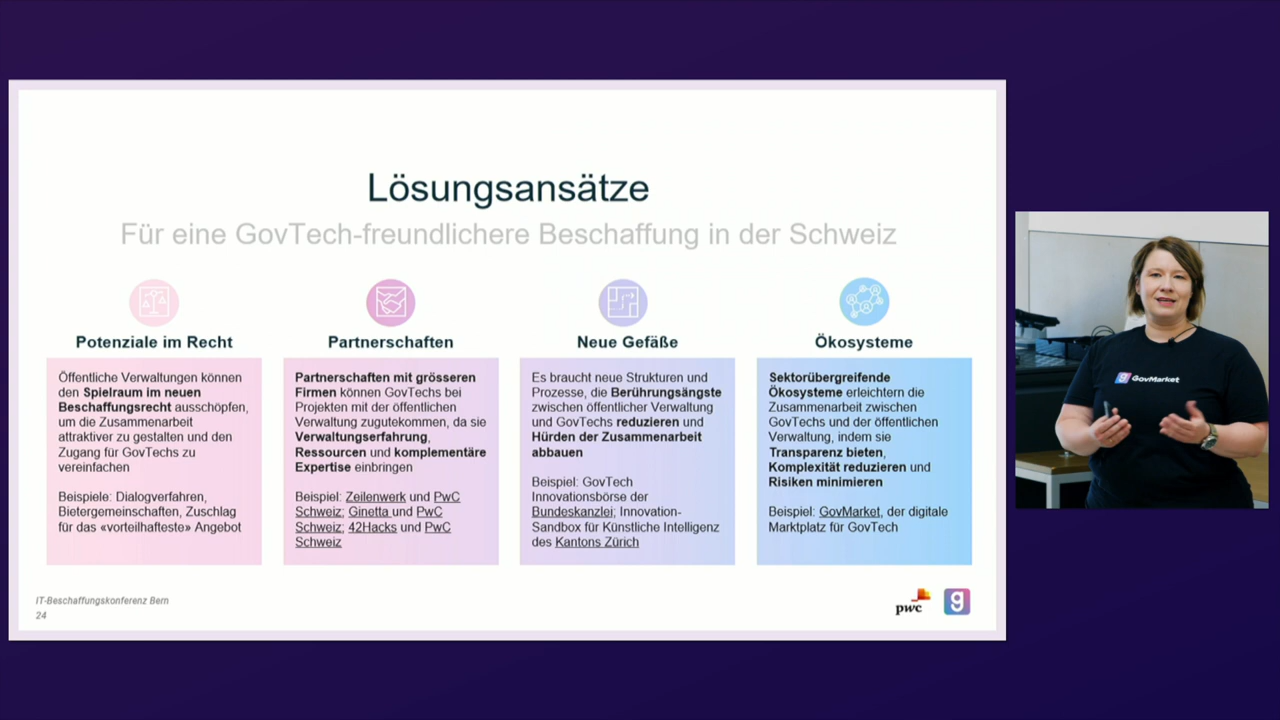 Lösungsansätze
Für eine GovTech-freundlichere Beschaffung in der Schweiz
Potenziale im Recht
Öffentliche Verwaltungen können
den Spielraum im neuen
Beschaffungsrecht ausschöpfen,
um die Zusammenarbeit
attraktiver zu gestalten und den
Zugang für GovTechs zu
vereinfachen
Beispiele: Dialogverfahren,
Bietergemeinschaften, Zuschlag
für das «vorteilhafteste» Angebot
Partnerschaften
Partnerschaften mit grösseren
Firmen können GovTechs bei
Projekten mit der öffentlichen
Verwaltung zugutekommen, da sie
Verwaltungserfahrung,
Ressourcen und komplementäre
Expertise einbringen
Beispiel: Zeilenwerk und PwC
Schweiz; Ginetta und PwC
Schweiz; 42Hacks und PwC
Schweiz
Neue Gefäße
Es braucht neue Strukturen und
Prozesse, die Berührungsängste
zwischen öffentlicher Verwaltung
und GovTechs reduzieren und
Hürden der Zusammenarbeit
abbauen
Beispiel: GovTech
Innovationsbörse der
Bundeskanzlei; Innovation-
Sandbox für Künstliche Intelligenz
des Kantons Zürich
Ökosysteme
Sektorübergreifende
Ökosysteme erleichtern die
Zusammenarbeit zwischen
GovTechs und der öffentlichen
Verwaltung, indem sie
Transparenz bieten,
Komplexität reduzieren und
Risiken minimieren
Beispiel: GovMarket, der digitale
Marktplatz für GovTech
IT-Beschaffungskonferenz Bern
24
pwc
g
g GovMarket